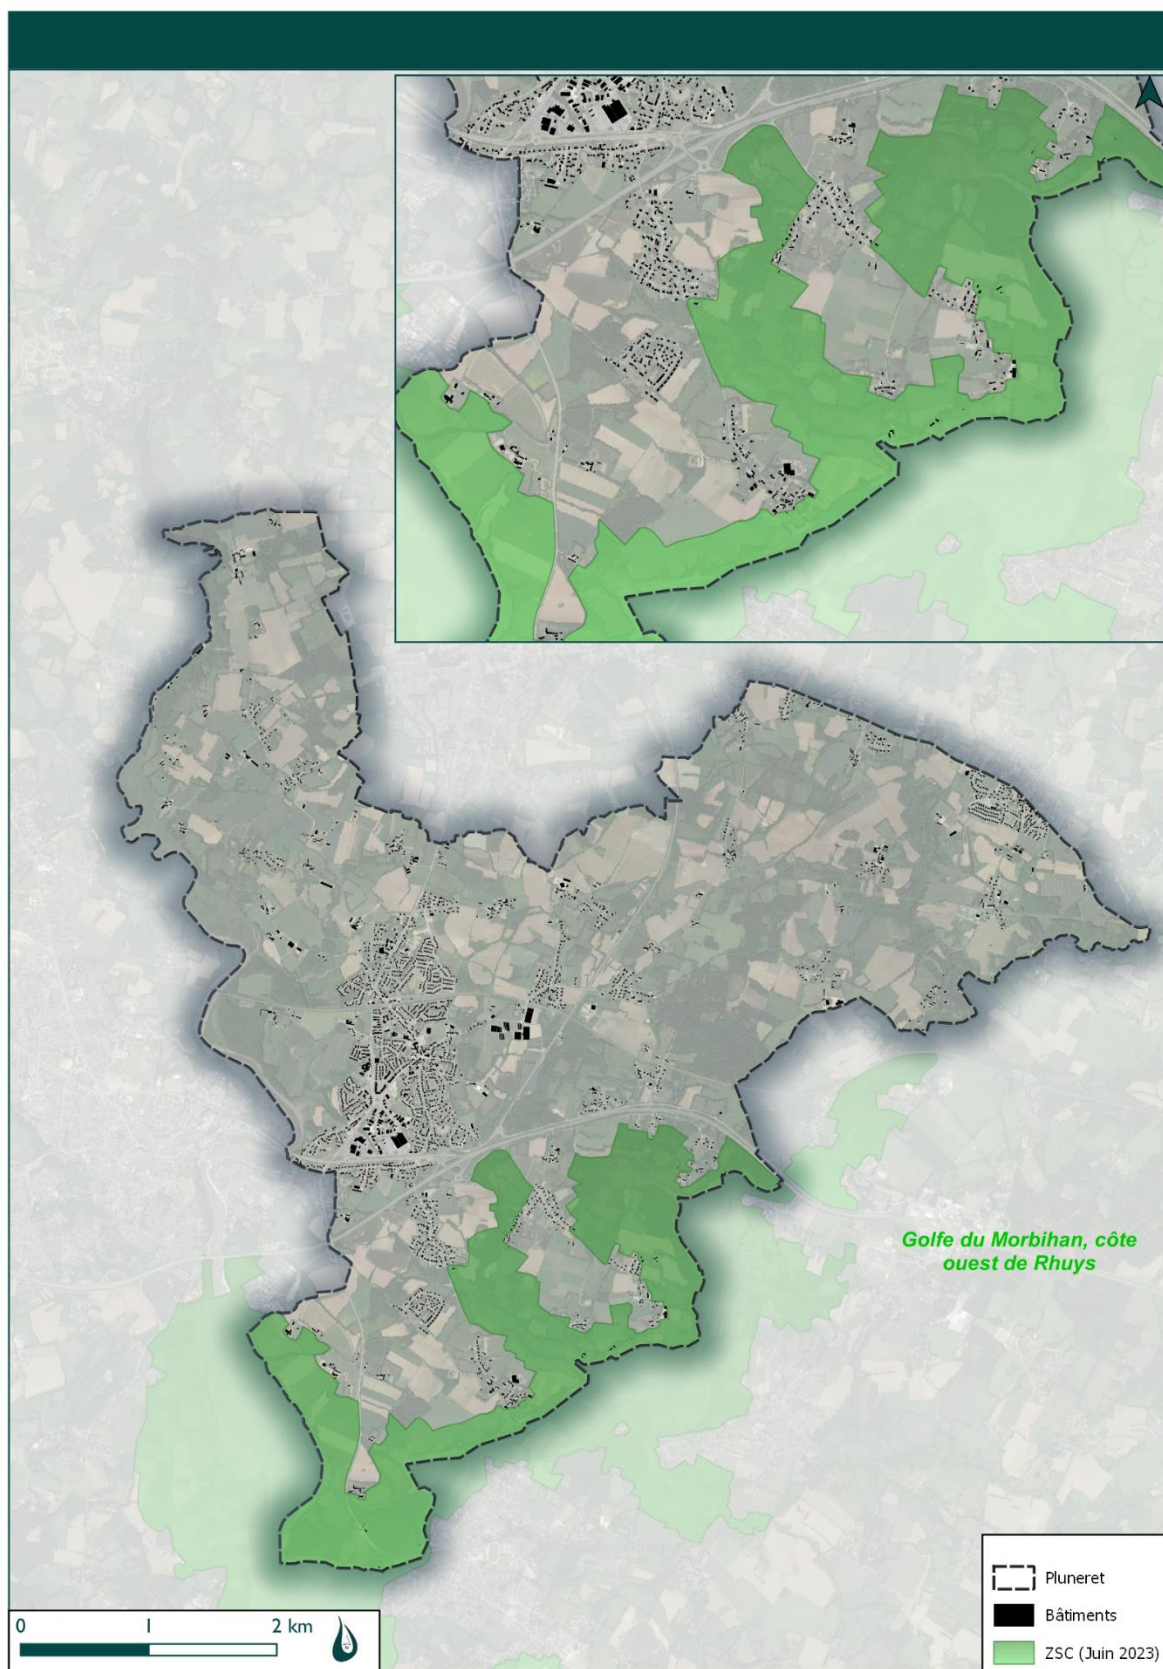 Golfe du Morbihan, côte
ouest de Rhuys
Pluneret
Bâtiments
ZSC (Juin 2023)
0 1 2 km